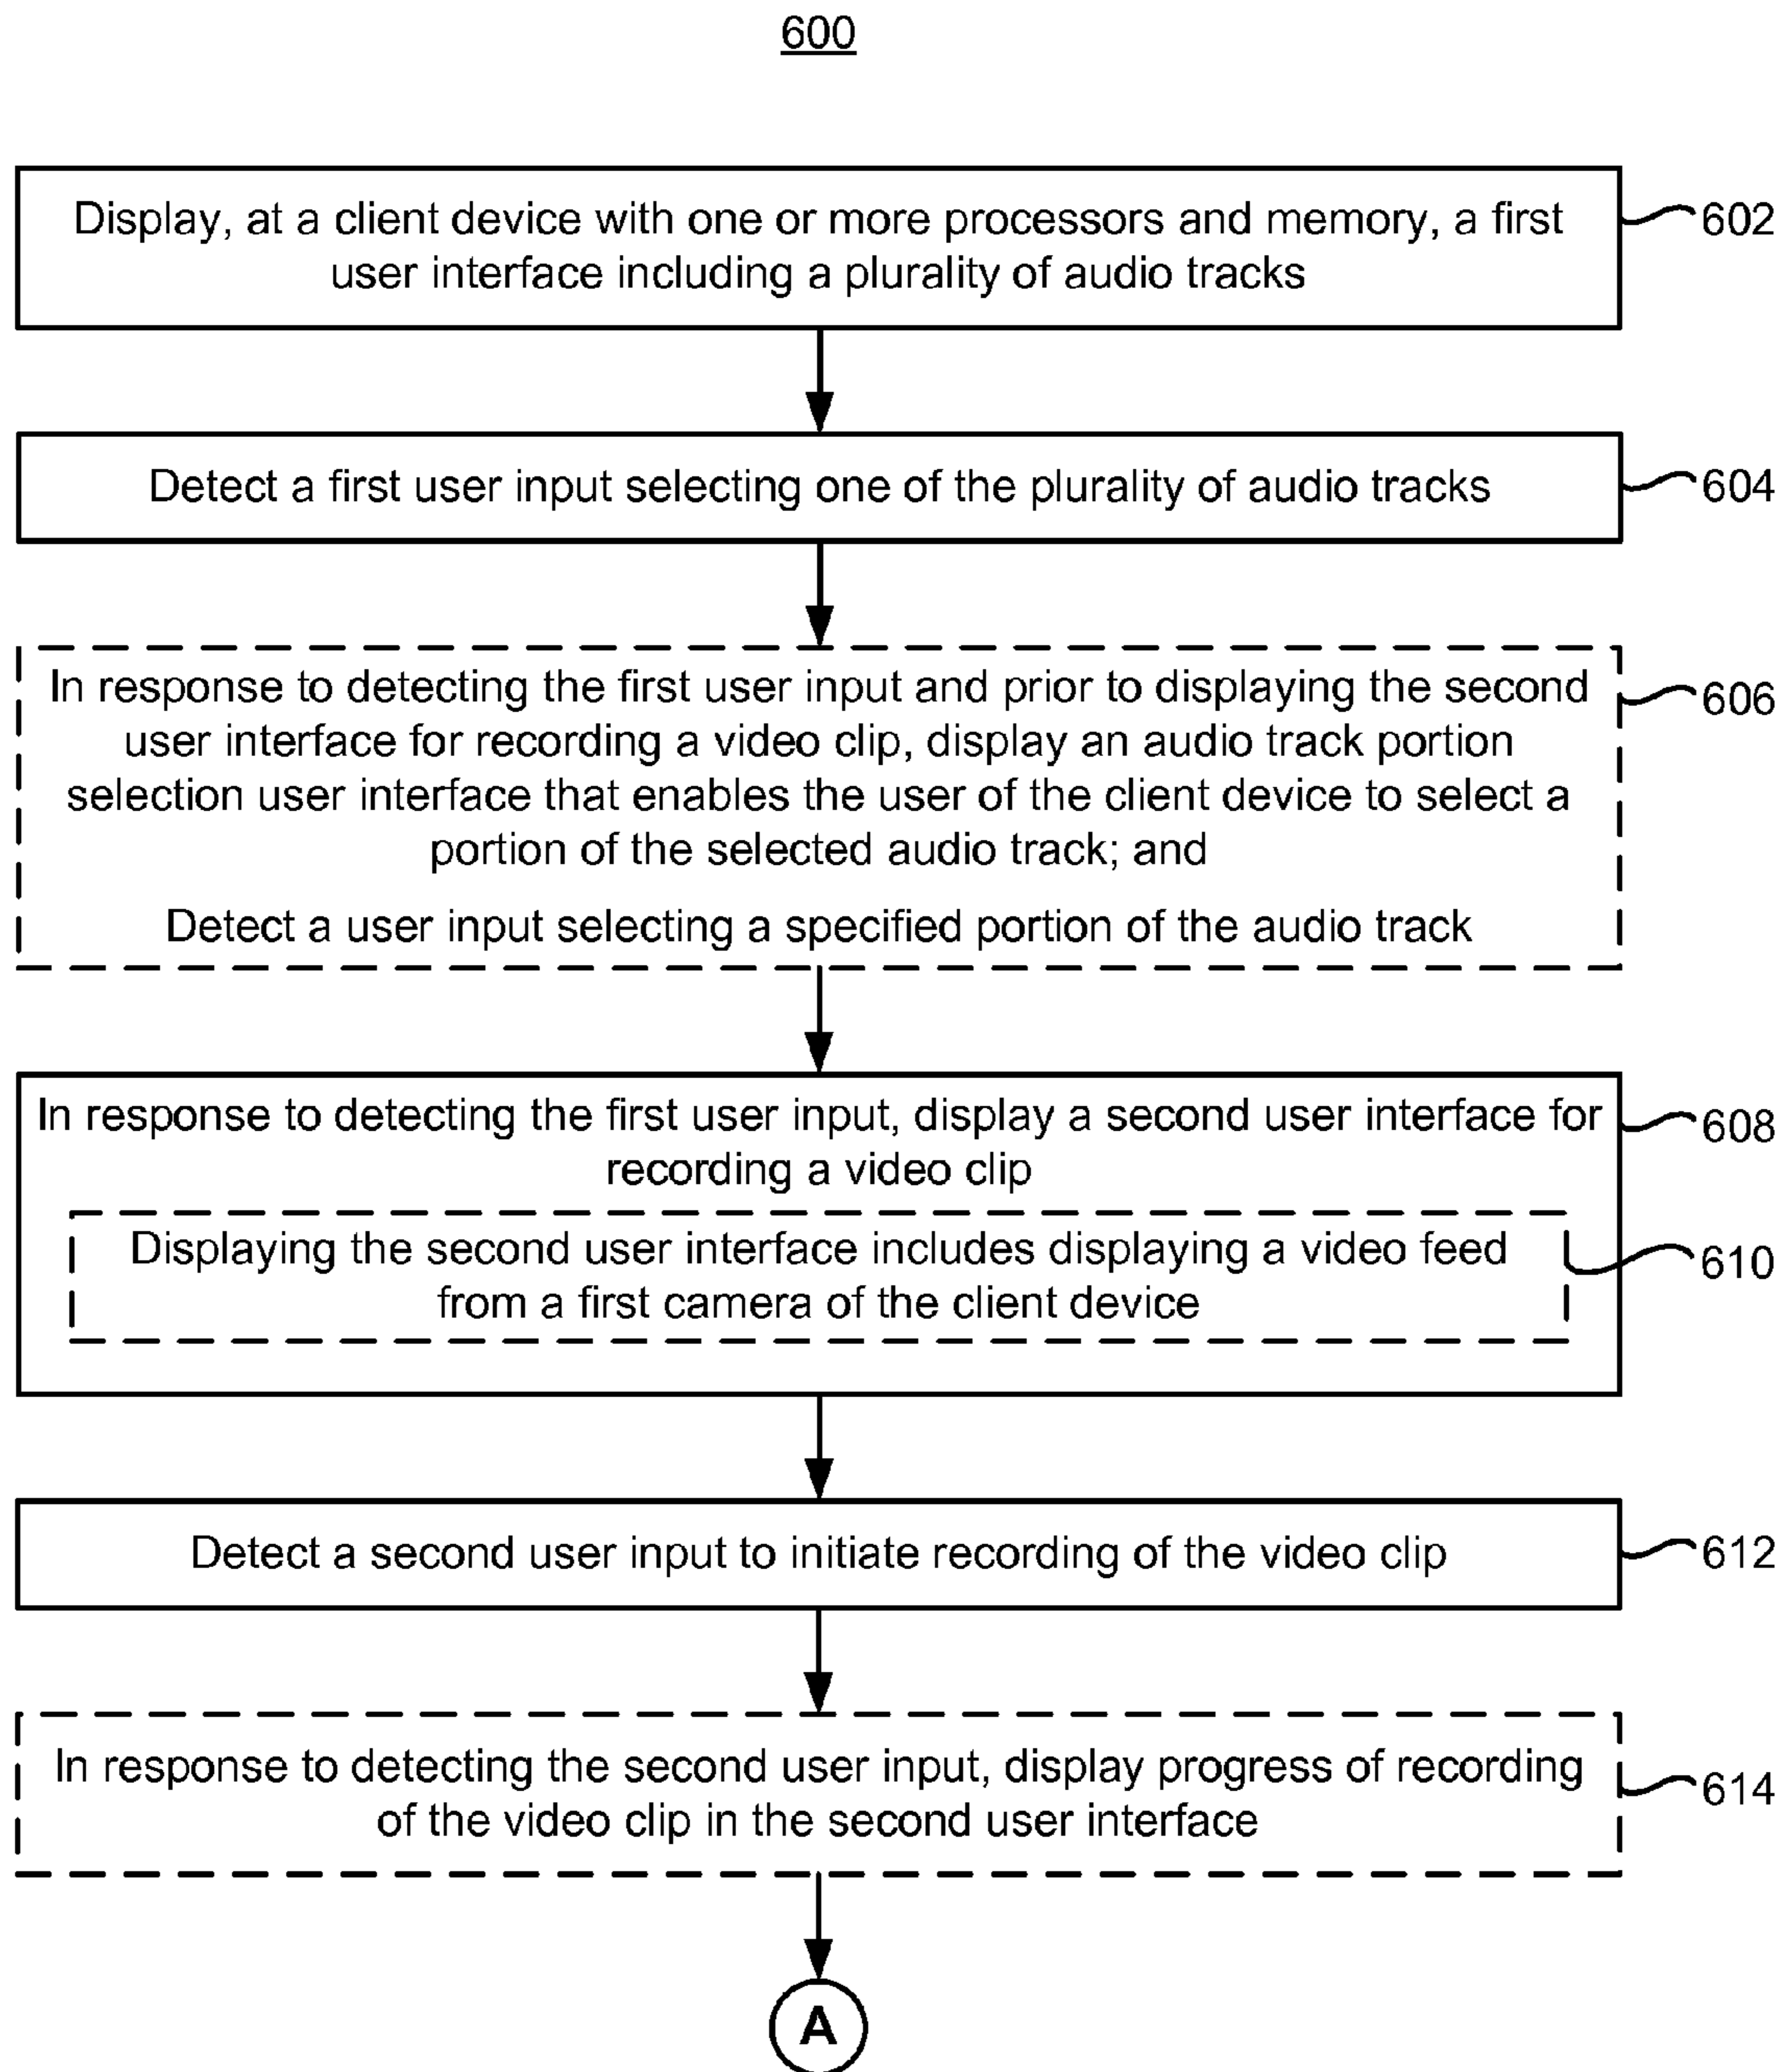 600
Display, at a client device with one or more processors and memory, a first
user interface including a plurality of audio tracks
602
Detect a first user input selecting one of the plurality of audio tracks
604
In response to detecting the first user input and prior to displaying the second
user interface for recording a video clip, display an audio track portion
selection user interface that enables the user of the client device to select a
portion of the selected audio track; and
Detect a user input selecting a specified portion of the audio track
606
In response to detecting the first user input, display a second user interface for
recording a video clip
608
Displaying the second user interface includes displaying a video feed
from a first camera of the client device
610
Detect a second user input to initiate recording of the video clip
612
In response to detecting the second user input, display progress of recording
of the video clip in the second user interface
614
A